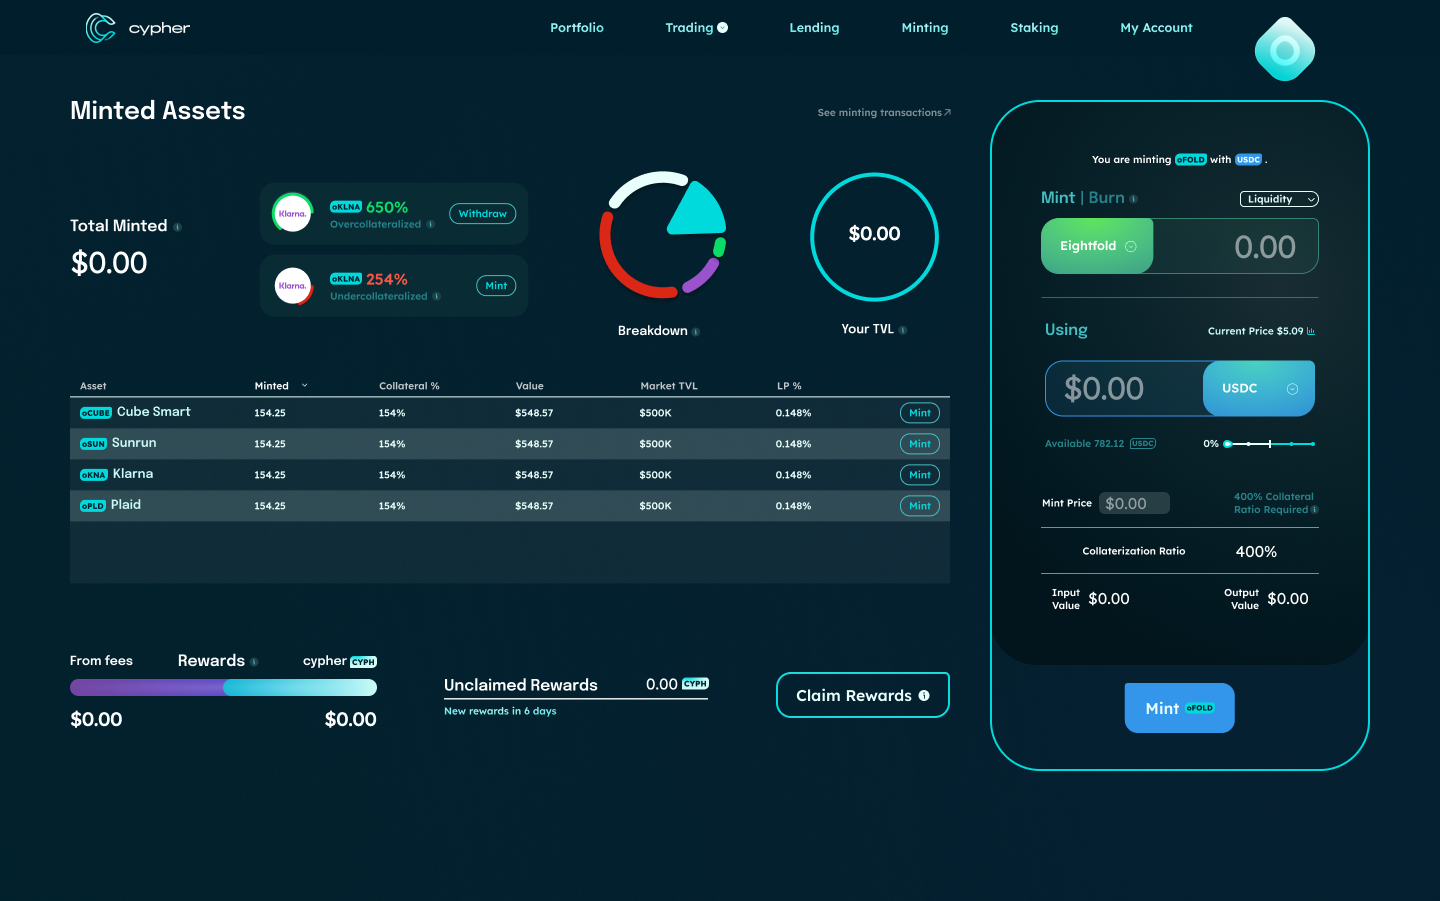 cypher
Portfolio
Trading
Lending
Minting
Staking
My Account
Minted Assets
See minting transactions
Total Minted
$0.00
Klarna.
oKLNA 650%
Overcollateralized
Withdraw
Klarna.
oKLNA 254%
Undercollateralized
Mint
Breakdown
$0.00
Your TVL
Asset Minted Collateral % Value Market TVL LP %
oCUBE Cube Smart 154.25 154% $548.57 $500K 0.148% Mint
oSUN Sunrun 154.25 154% $548.57 $500K 0.148% Mint
oKNA Klarna 154.25 154% $548.57 $500K 0.148% Mint
oPLD Plaid 154.25 154% $548.57 $500K 0.148% Mint
From fees
Rewards
cypher CYPH
$0.00
$0.00
Unclaimed Rewards 0.00 CYPH
New rewards in 6 days
Claim Rewards
You are minting oFOLD with USDC .
Mint | Burn
Liquidity
Eightfold
0.00
Using
Current Price $5.09
$0.00
USDC
Available 782.12 USDC
0%
Mint Price $0.00
400% Collateral
Ratio Required
Collaterization Ratio 400%
Input
Value
$0.00
Output
Value
$0.00
Mint oFOLD